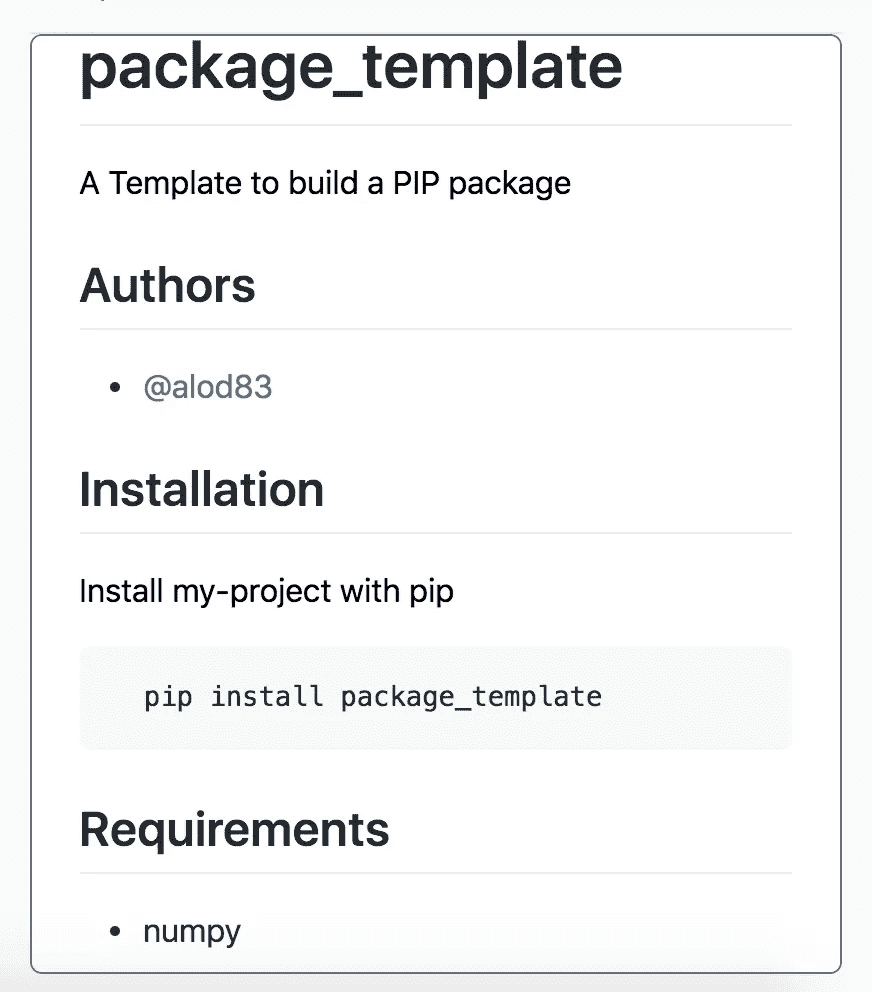 package_template
A Template to build a PIP package
Authors
@alod83
Installation
Install my-project with pip
pip install package_template
Requirements
numpy